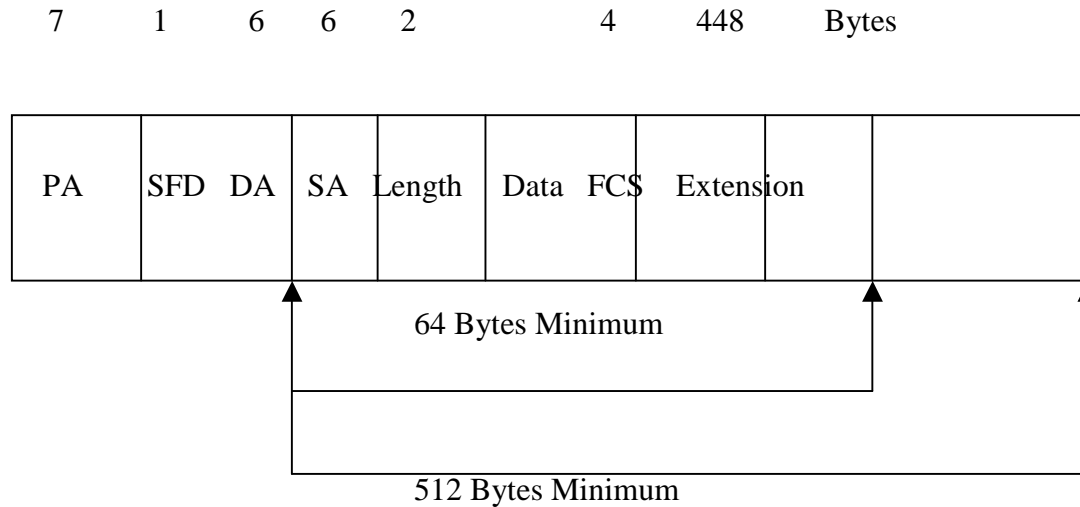 7 1 6 6 2 4 448 Bytes
PA SFD DA SA Length Data FCS Extension
64 Bytes Minimum
512 Bytes Minimum